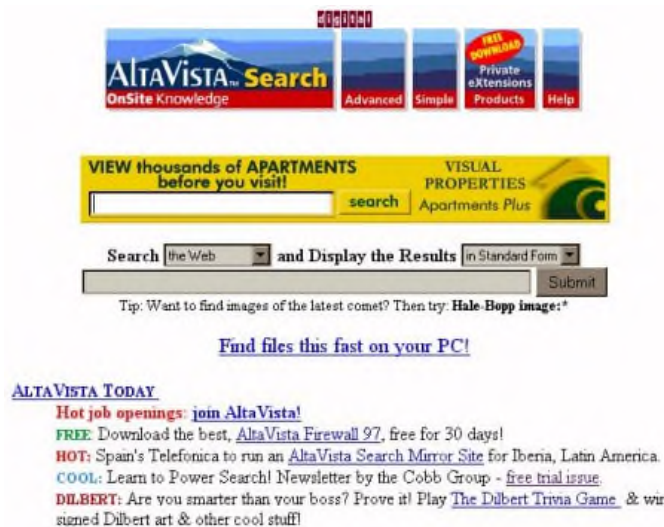 digital
ALTAVISTA™ Search
OnSite Knowledge
Advanced
Simple
FREE DOWNLOAD
Private eXtensions
Products
Help
VIEW thousands of APARTMENTS before you visit!
search
VISUAL PROPERTIES
Apartments Plus
Search the Web and Display the Results in Standard Form
Submit
Tip: Want to find images of the latest comet? Then try: Hale-Bopp image:*
Find files this fast on your PC!
ALTAVISTA TODAY
Hot job openings: join AltaVista!
FREE: Download the best, AltaVista Firewall 97, free for 30 days!
HOT: Spain's Telefonica to run an AltaVista Search Mirror Site for Iberia, Latin America.
COOL: Learn to Power Search! Newsletter by the Cobb Group - free trial issue.
DILBERT: Are you smarter than your boss? Prove it! Play The Dilbert Trivia Game & win
signed Dilbert art & other cool stuff!